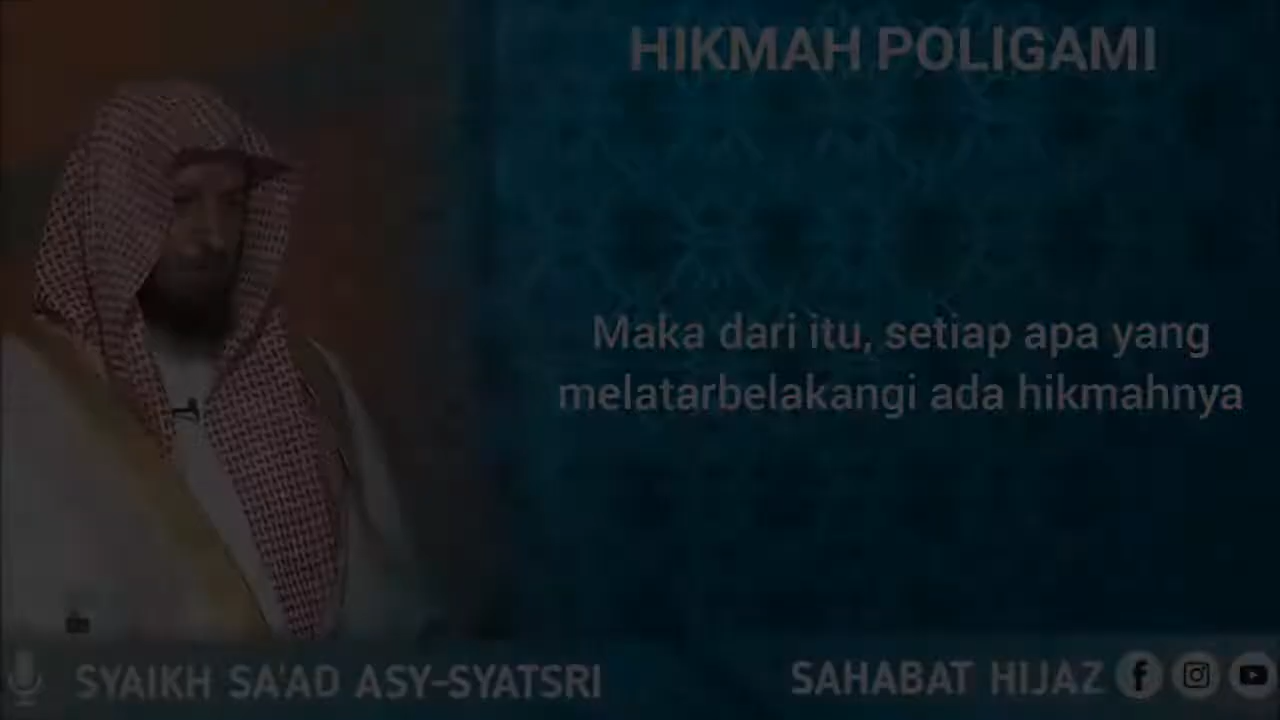 HIKMAH POLIGAMI
Maka dari itu, setiap apa yang
melatarbelakangi ada hikmahnya
SYAIKH SA'AD ASY-SYATSRI
SAHABAT HIJAZ